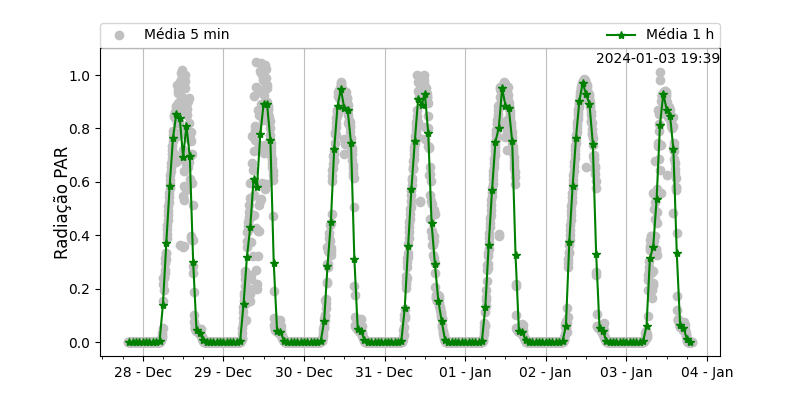 Média 5 min
Média 1 h
2024-01-03 19:39
Radiação PAR
1.0
0.8
0.6
0.4
0.2
0.0
28 - Dec
29 - Dec
30 - Dec
31 - Dec
01 - Jan
02 - Jan
03 - Jan
04 - Jan